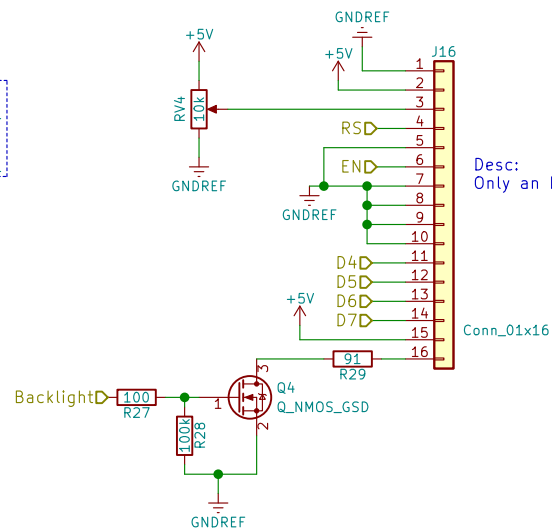 GNDREF
+5V
+5V
J16
RV4
10k
1
2
3
RS
4
5
EN
6
7
8
9
10
GNDREF
GNDREF
Desc:
Only an
D4
11
D5
12
D6
13
D7
14
+5V
15
16
Conn_01x16
91
R29
3
Q4
Q_NMOS_GSD
Backlight
100
R27
1
2
100k
R28
GNDREF